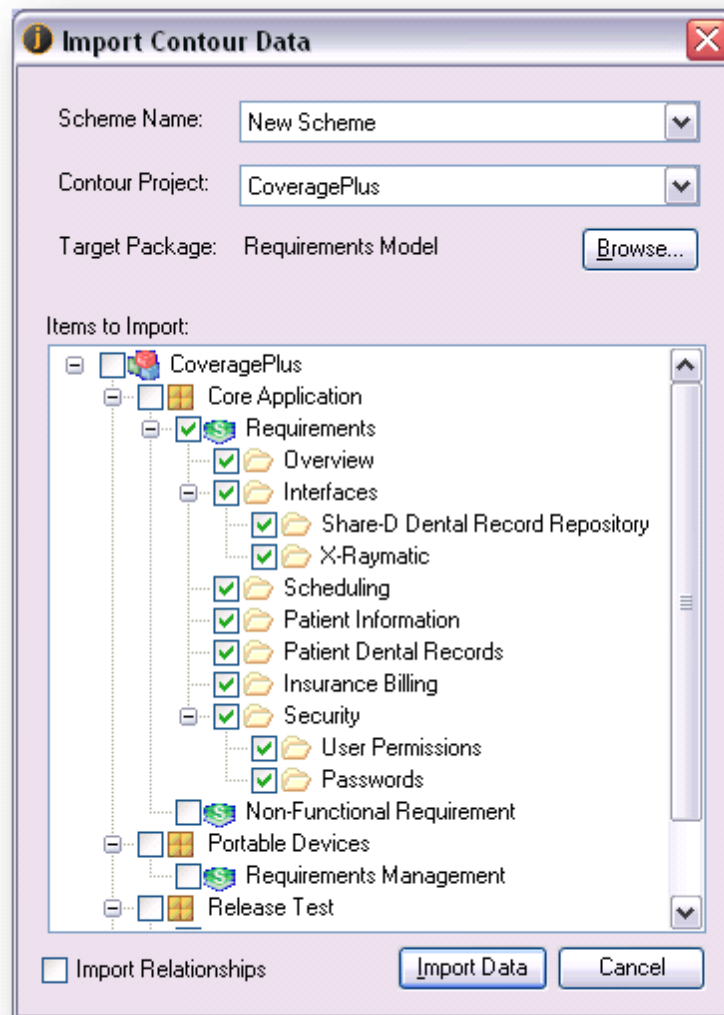 Import Contour Data
Scheme Name: New Scheme
Contour Project: CoveragePlus
Target Package: Requirements Model Browse...
Items to Import:
CoveragePlus
Core Application
Requirements
Overview
Interfaces
Share-D Dental Record Repository
X-Raymatic
Scheduling
Patient Information
Patient Dental Records
Insurance Billing
Security
User Permissions
Passwords
Non-Functional Requirement
Portable Devices
Requirements Management
Release Test
Import Relationships Import Data Cancel